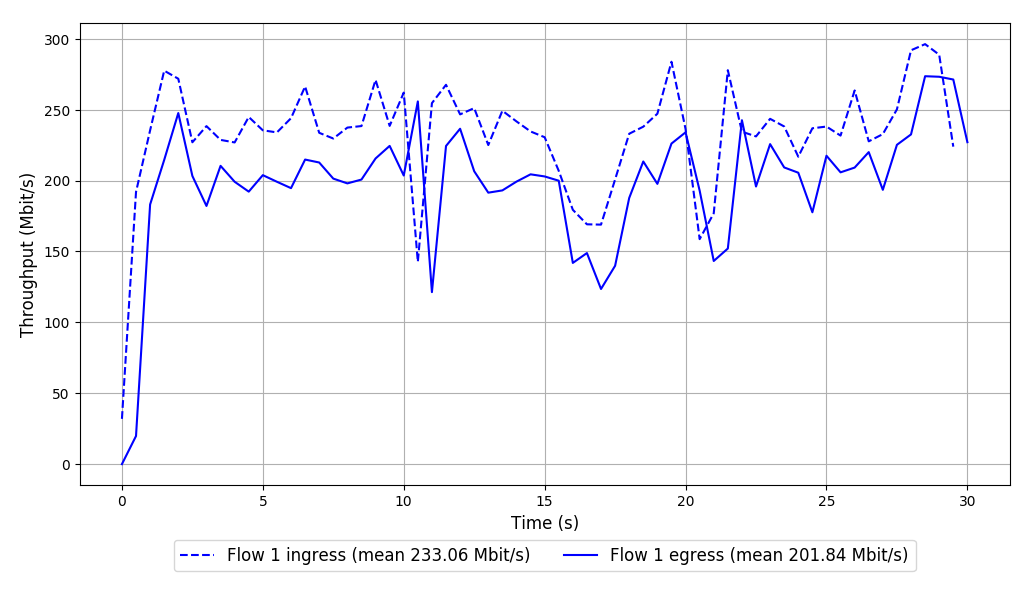 300
250
200
150
100
50
0
Throughput (Mbit/s)
0 5 10 15 20 25 30
Time (s)
Flow 1 ingress (mean 233.06 Mbit/s) Flow 1 egress (mean 201.84 Mbit/s)